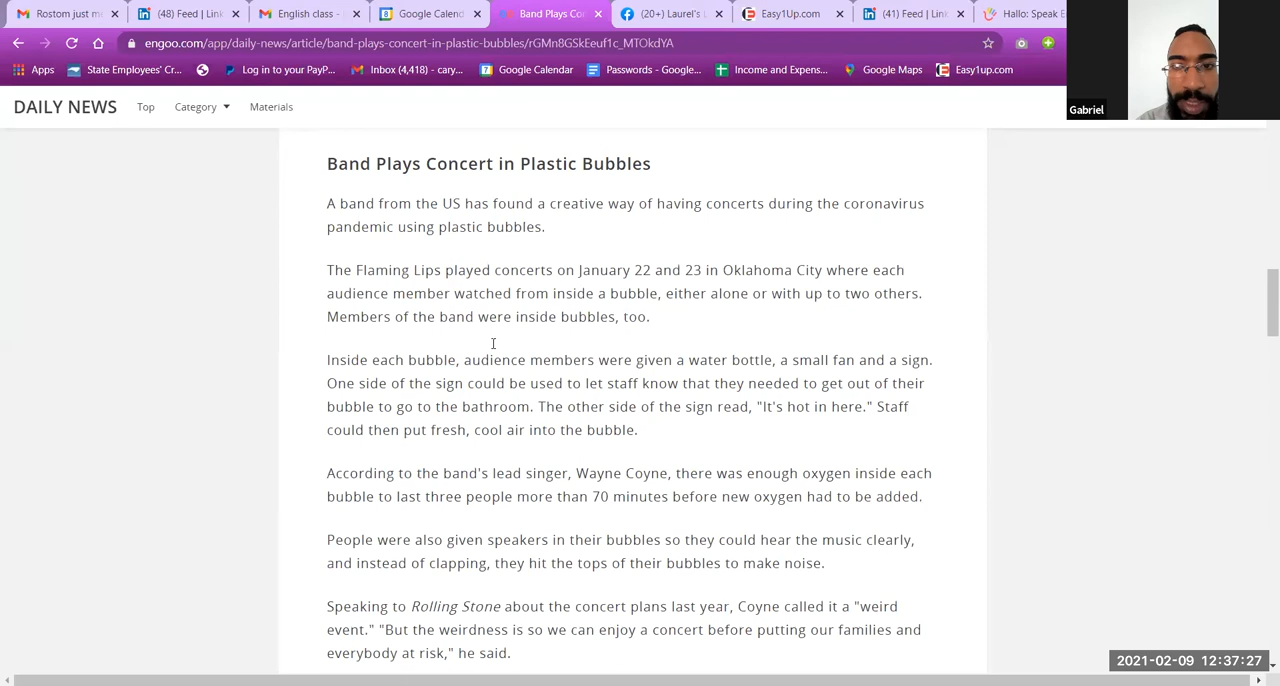 Rostom just m
(48) Feed | Link
English class -
Google Calend
Band Plays Co
(20+) Laurel's L
Easy1Up.com
(41) Feed | Link
Hallo: Speak E
engoo.com/app/daily-news/article/band-plays-concert-in-plastic-bubbles/rGMn8GSkEeuf1c_MTOkdYA
Apps
State Employees' Cr...
Log in to your PayP...
Inbox (4,418) - cary...
Google Calendar
Passwords - Google...
Income and Expens...
Google Maps
Easy1up.com
Gabriel
DAILY NEWS Top Category Materials
Band Plays Concert in Plastic Bubbles
A band from the US has found a creative way of having concerts during the coronavirus
pandemic using plastic bubbles.
The Flaming Lips played concerts on January 22 and 23 in Oklahoma City where each
audience member watched from inside a bubble, either alone or with up to two others.
Members of the band were inside bubbles, too.
Inside each bubble, audience members were given a water bottle, a small fan and a sign.
One side of the sign could be used to let staff know that they needed to get out of their
bubble to go to the bathroom. The other side of the sign read, "It's hot in here." Staff
could then put fresh, cool air into the bubble.
According to the band's lead singer, Wayne Coyne, there was enough oxygen inside each
bubble to last three people more than 70 minutes before new oxygen had to be added.
People were also given speakers in their bubbles so they could hear the music clearly,
and instead of clapping, they hit the tops of their bubbles to make noise.
Speaking to Rolling Stone about the concert plans last year, Coyne called it a "weird
event." "But the weirdness is so we can enjoy a concert before putting our families and
everybody at risk," he said.
2021-02-09 12:37:27